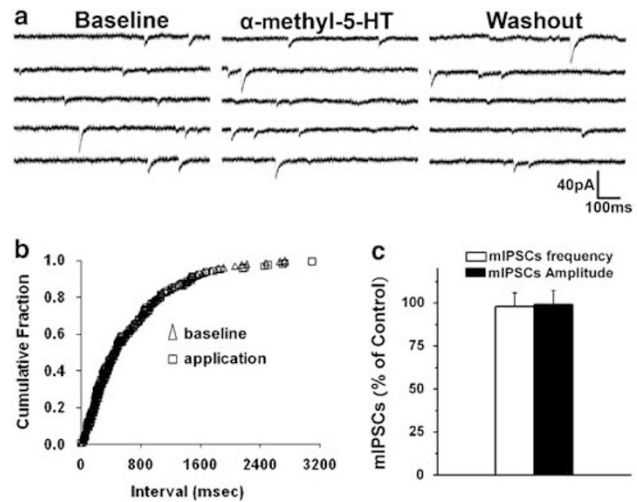 a
Baseline
α-methyl-5-HT
Washout
40pA
100ms
b
Cumulative Fraction
1.0
0.8
0.6
0.4
0.2
0.0
△ baseline
□ application
0 800 1600 2400 3200
Interval (msec)
c
mIPSCs frequency
mIPSCs Amplitude
mIPSCs (% of Control)
100
75
50
25
0